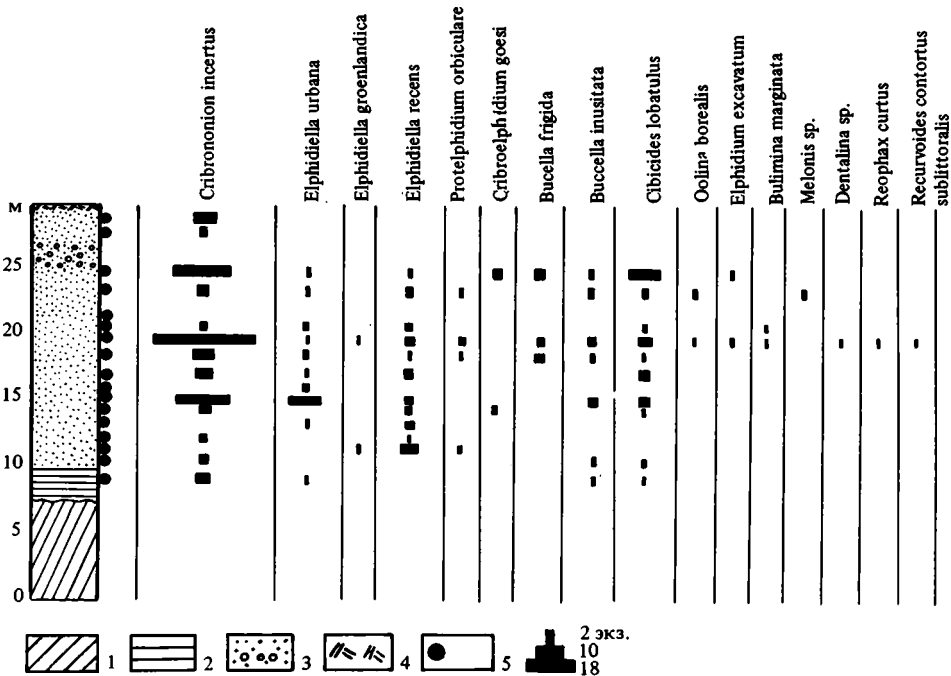 Cribrononion incertus
Elphidiella urbana
Elphidiella groenlandica
Elphidiella recens
Protelphidium orbiculare
Cribroelphidium goesi
Bucella frigida
Buccella inusitata
Cibicides lobatulus
Oolina borealis
Elphidium excavatum
Bulimina marginata
Melonis sp.
Dentalina sp.
Reophax curtus
Recurvoides contortus
sublittoralis
м
25
20
15
10
5
0
1
2
3
4
5
2 экз.
10
18